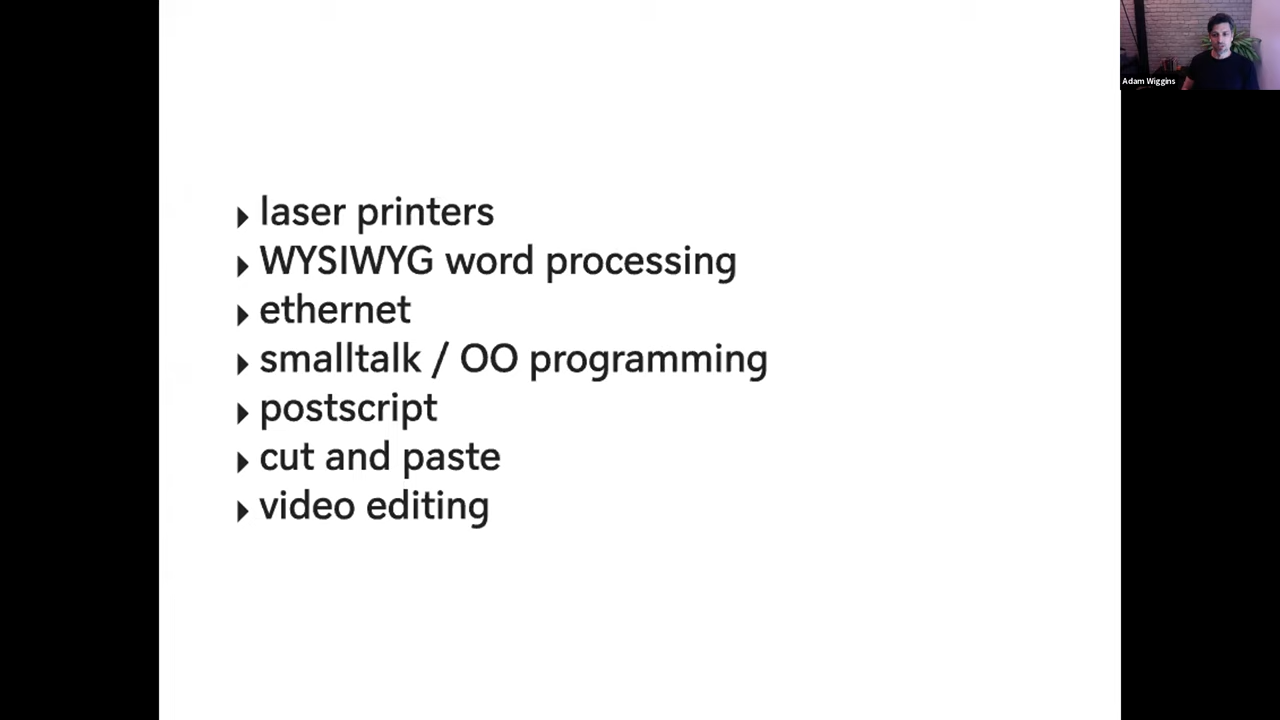 Adam Wiggins
‣ laser printers
‣ WYSIWYG word processing
‣ ethernet
‣ smalltalk / OO programming
‣ postscript
‣ cut and paste
‣ video editing